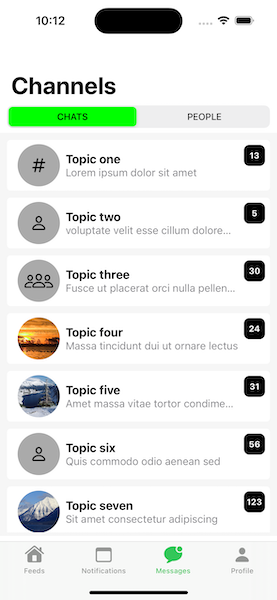 10:12
Channels
CHATS
PEOPLE
#
Topic one
13
Lorem ipsum dolor sit amet
Topic two
5
voluptate velit esse cillum dolore...
Topic three
30
Fusce ut placerat orci nulla pellen...
Topic four
24
Massa tincidunt dui ut ornare lectus
Topic five
31
Amet massa vitae tortor condime...
Topic six
56
Quis commodo odio aenean sed
Topic seven
123
Sit amet consectetur adipiscing
Feeds
Notifications
Messages
Profile